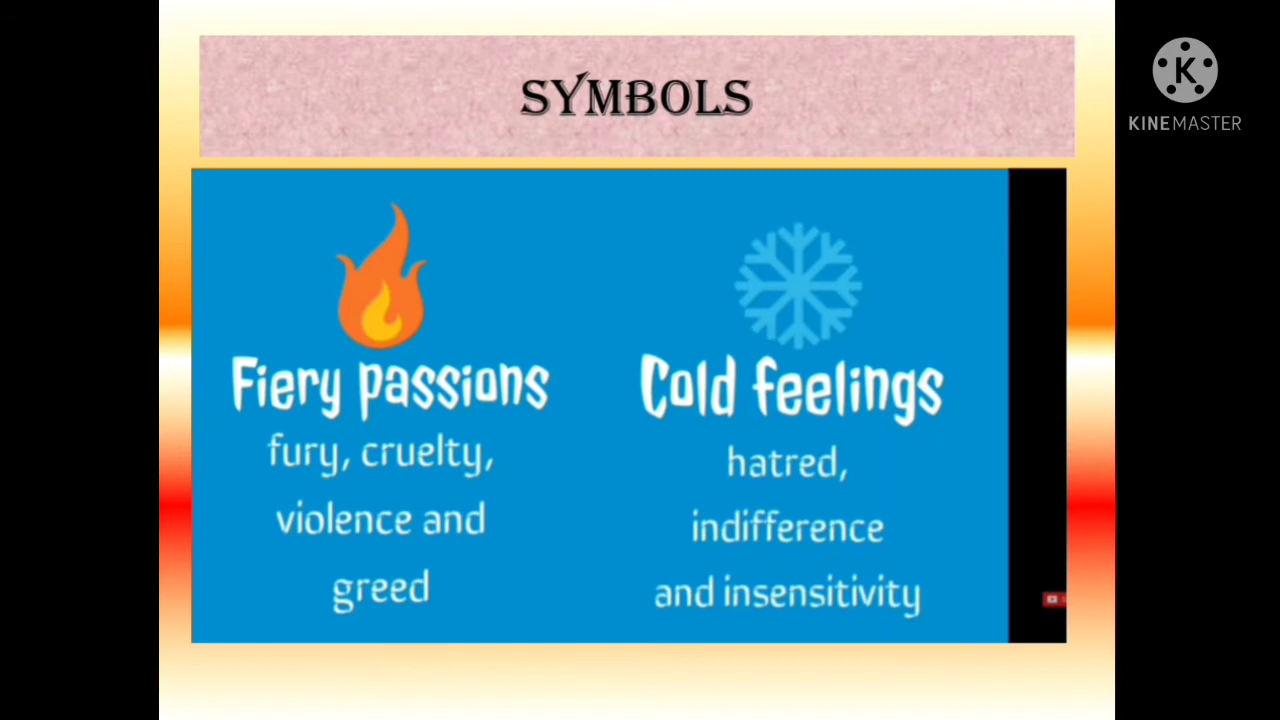 SYMBOLS
K
KINEMASTER
Fiery passions
fury, cruelty,
violence and
greed
Cold feelings
hatred,
indifference
and insensitivity